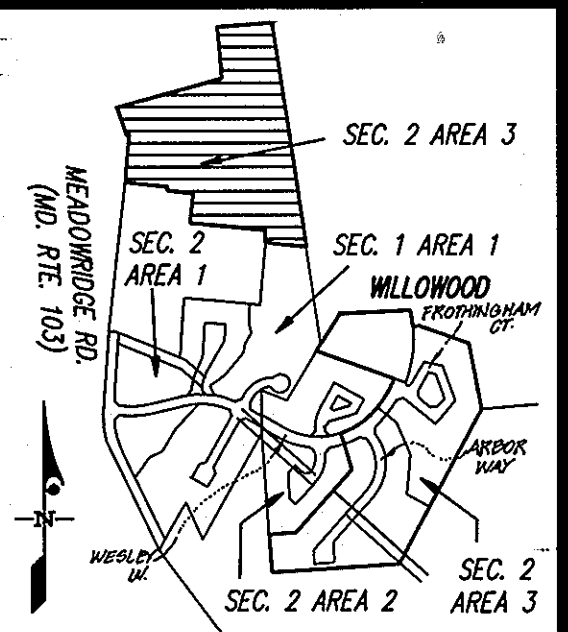 SEC. 2 AREA 3
MEADOWRIDGE RD.
(MD. RTE. 103)
SEC. 2
AREA 1
SEC. 1 AREA 1
WILLOWOOD
FROTHINGHAM
CT.
ARBOR
WAY
N
WESLEY
LN.
SEC. 2 AREA 2
SEC. 2
AREA 3